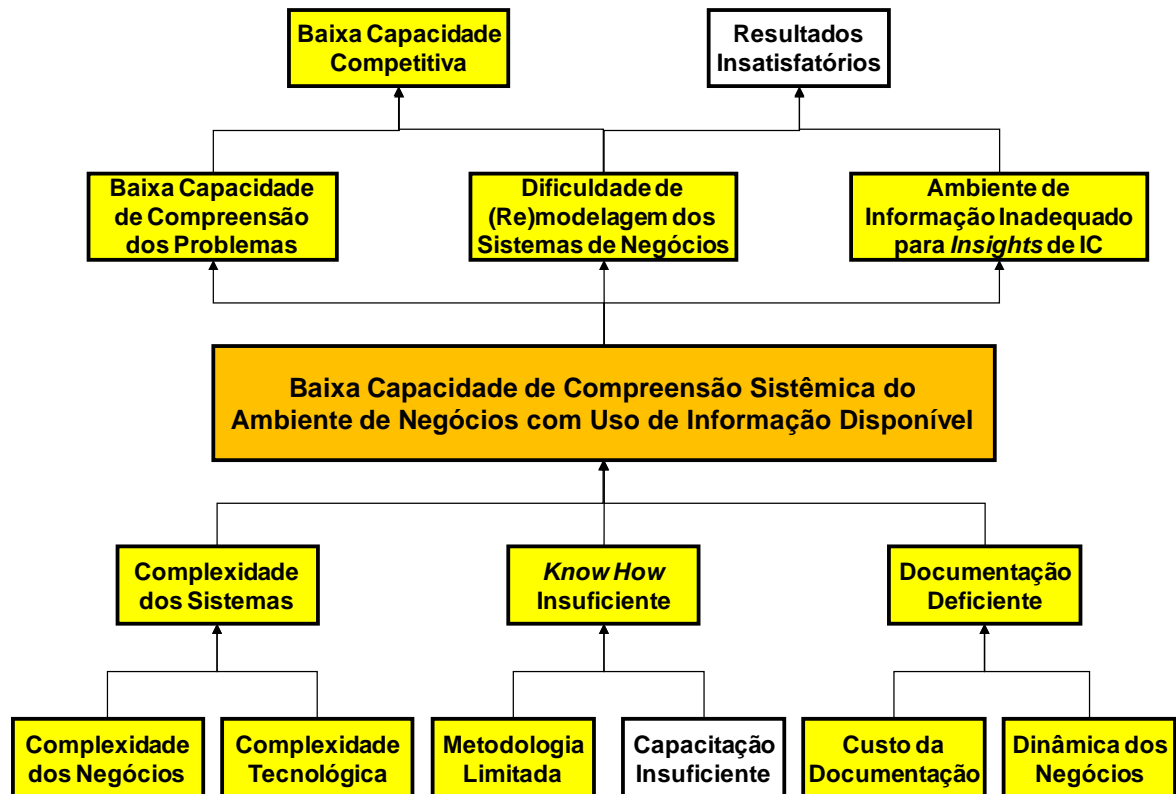 Baixa Capacidade
Competitiva
Resultados
Insatisfatórios
Baixa Capacidade
de Compreensão
dos Problemas
Dificuldade de
(Re)modelagem dos
Sistemas de Negócios
Ambiente de
Informação Inadequado
para Insights de IC
Baixa Capacidade de Compreensão Sistêmica do
Ambiente de Negócios com Uso de Informação Disponível
Complexidade
dos Sistemas
Know How
Insuficiente
Documentação
Deficiente
Complexidade
dos Negócios
Complexidade
Tecnológica
Metodologia
Limitada
Capacitação
Insuficiente
Custo da
Documentação
Dinâmica dos
Negócios